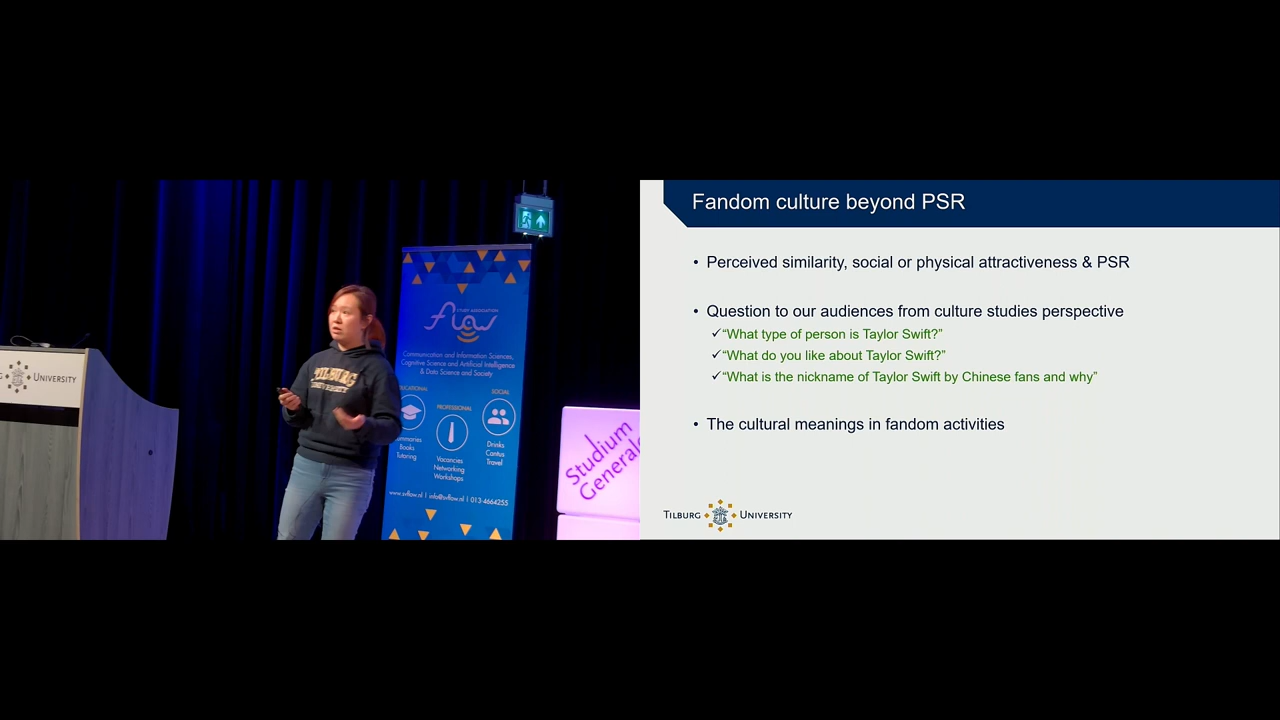 UNIVERSITY
TILBURG
UNIVERSITY
STUDY ASSOCIATION
flow
Communication and Information Sciences,
Cognitive Science and Artificial Intelligence
& Data Science and Society
SOCIAL
PROFESSIONAL
Books
Tutoring
Vacancies
Networking
Workshops
Drinks
Cantus
Travel
www.svflow.nl | info@svflow.nl | 013-4664255
Studium
Fandom culture beyond PSR
• Perceived similarity, social or physical attractiveness & PSR
• Question to our audiences from culture studies perspective
✓“What type of person is Taylor Swift?”
✓“What do you like about Taylor Swift?”
✓“What is the nickname of Taylor Swift by Chinese fans and why”
• The cultural meanings in fandom activities
TILBURG UNIVERSITY